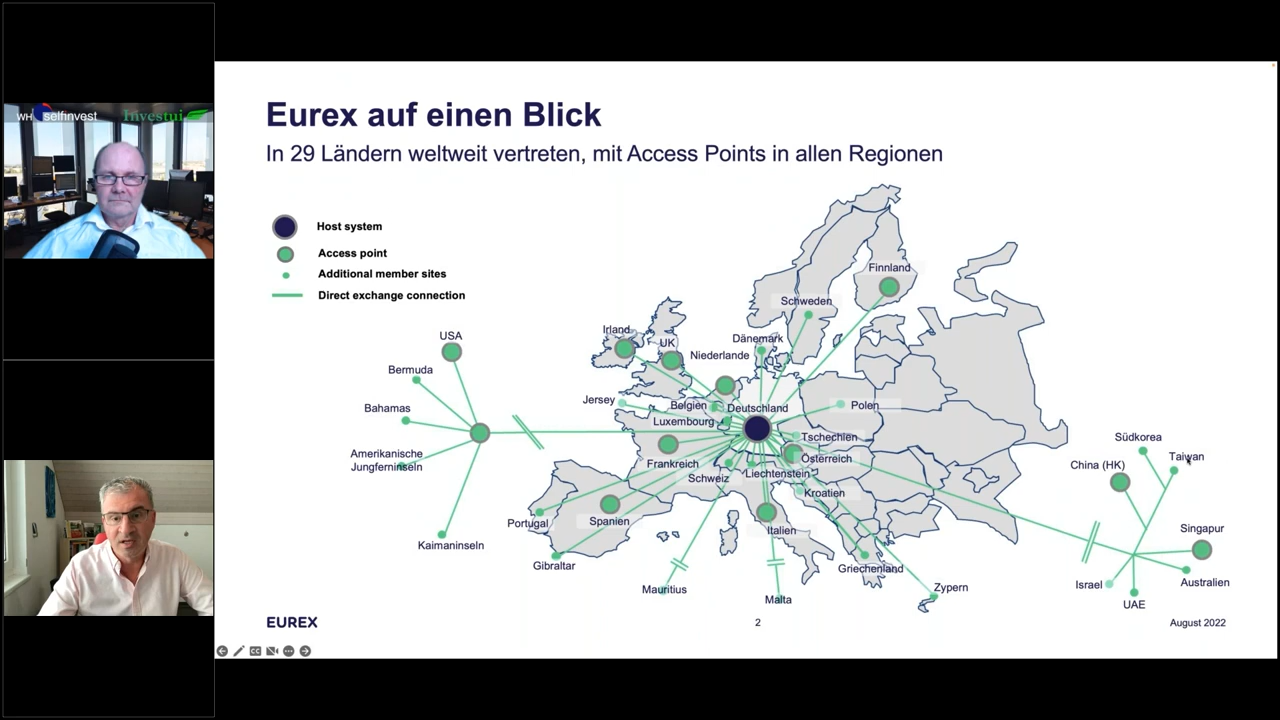 WH selfinvest
Investui
Eurex auf einen Blick
In 29 Ländern weltweit vertreten, mit Access Points in allen Regionen
Host system
Access point
Additional member sites
Direct exchange connection
USA
Bermuda
Bahamas
Amerikanische
Jungferninseln
Kaimaninseln
Irland
UK
Jersey
Niederlande
Dänemark
Schweden
Finnland
Belgien
Deutschland
Luxembourg
Polen
Tschechien
Österreich
Frankreich
Schweiz
Liechtenstein
Kroatien
Portugal
Spanien
Italien
Gibraltar
Griechenland
Mauritius
Malta
Zypern
Südkorea
Taiwan
China (HK)
Singapur
Israel
Australien
UAE
EUREX
2
August 2022
CC